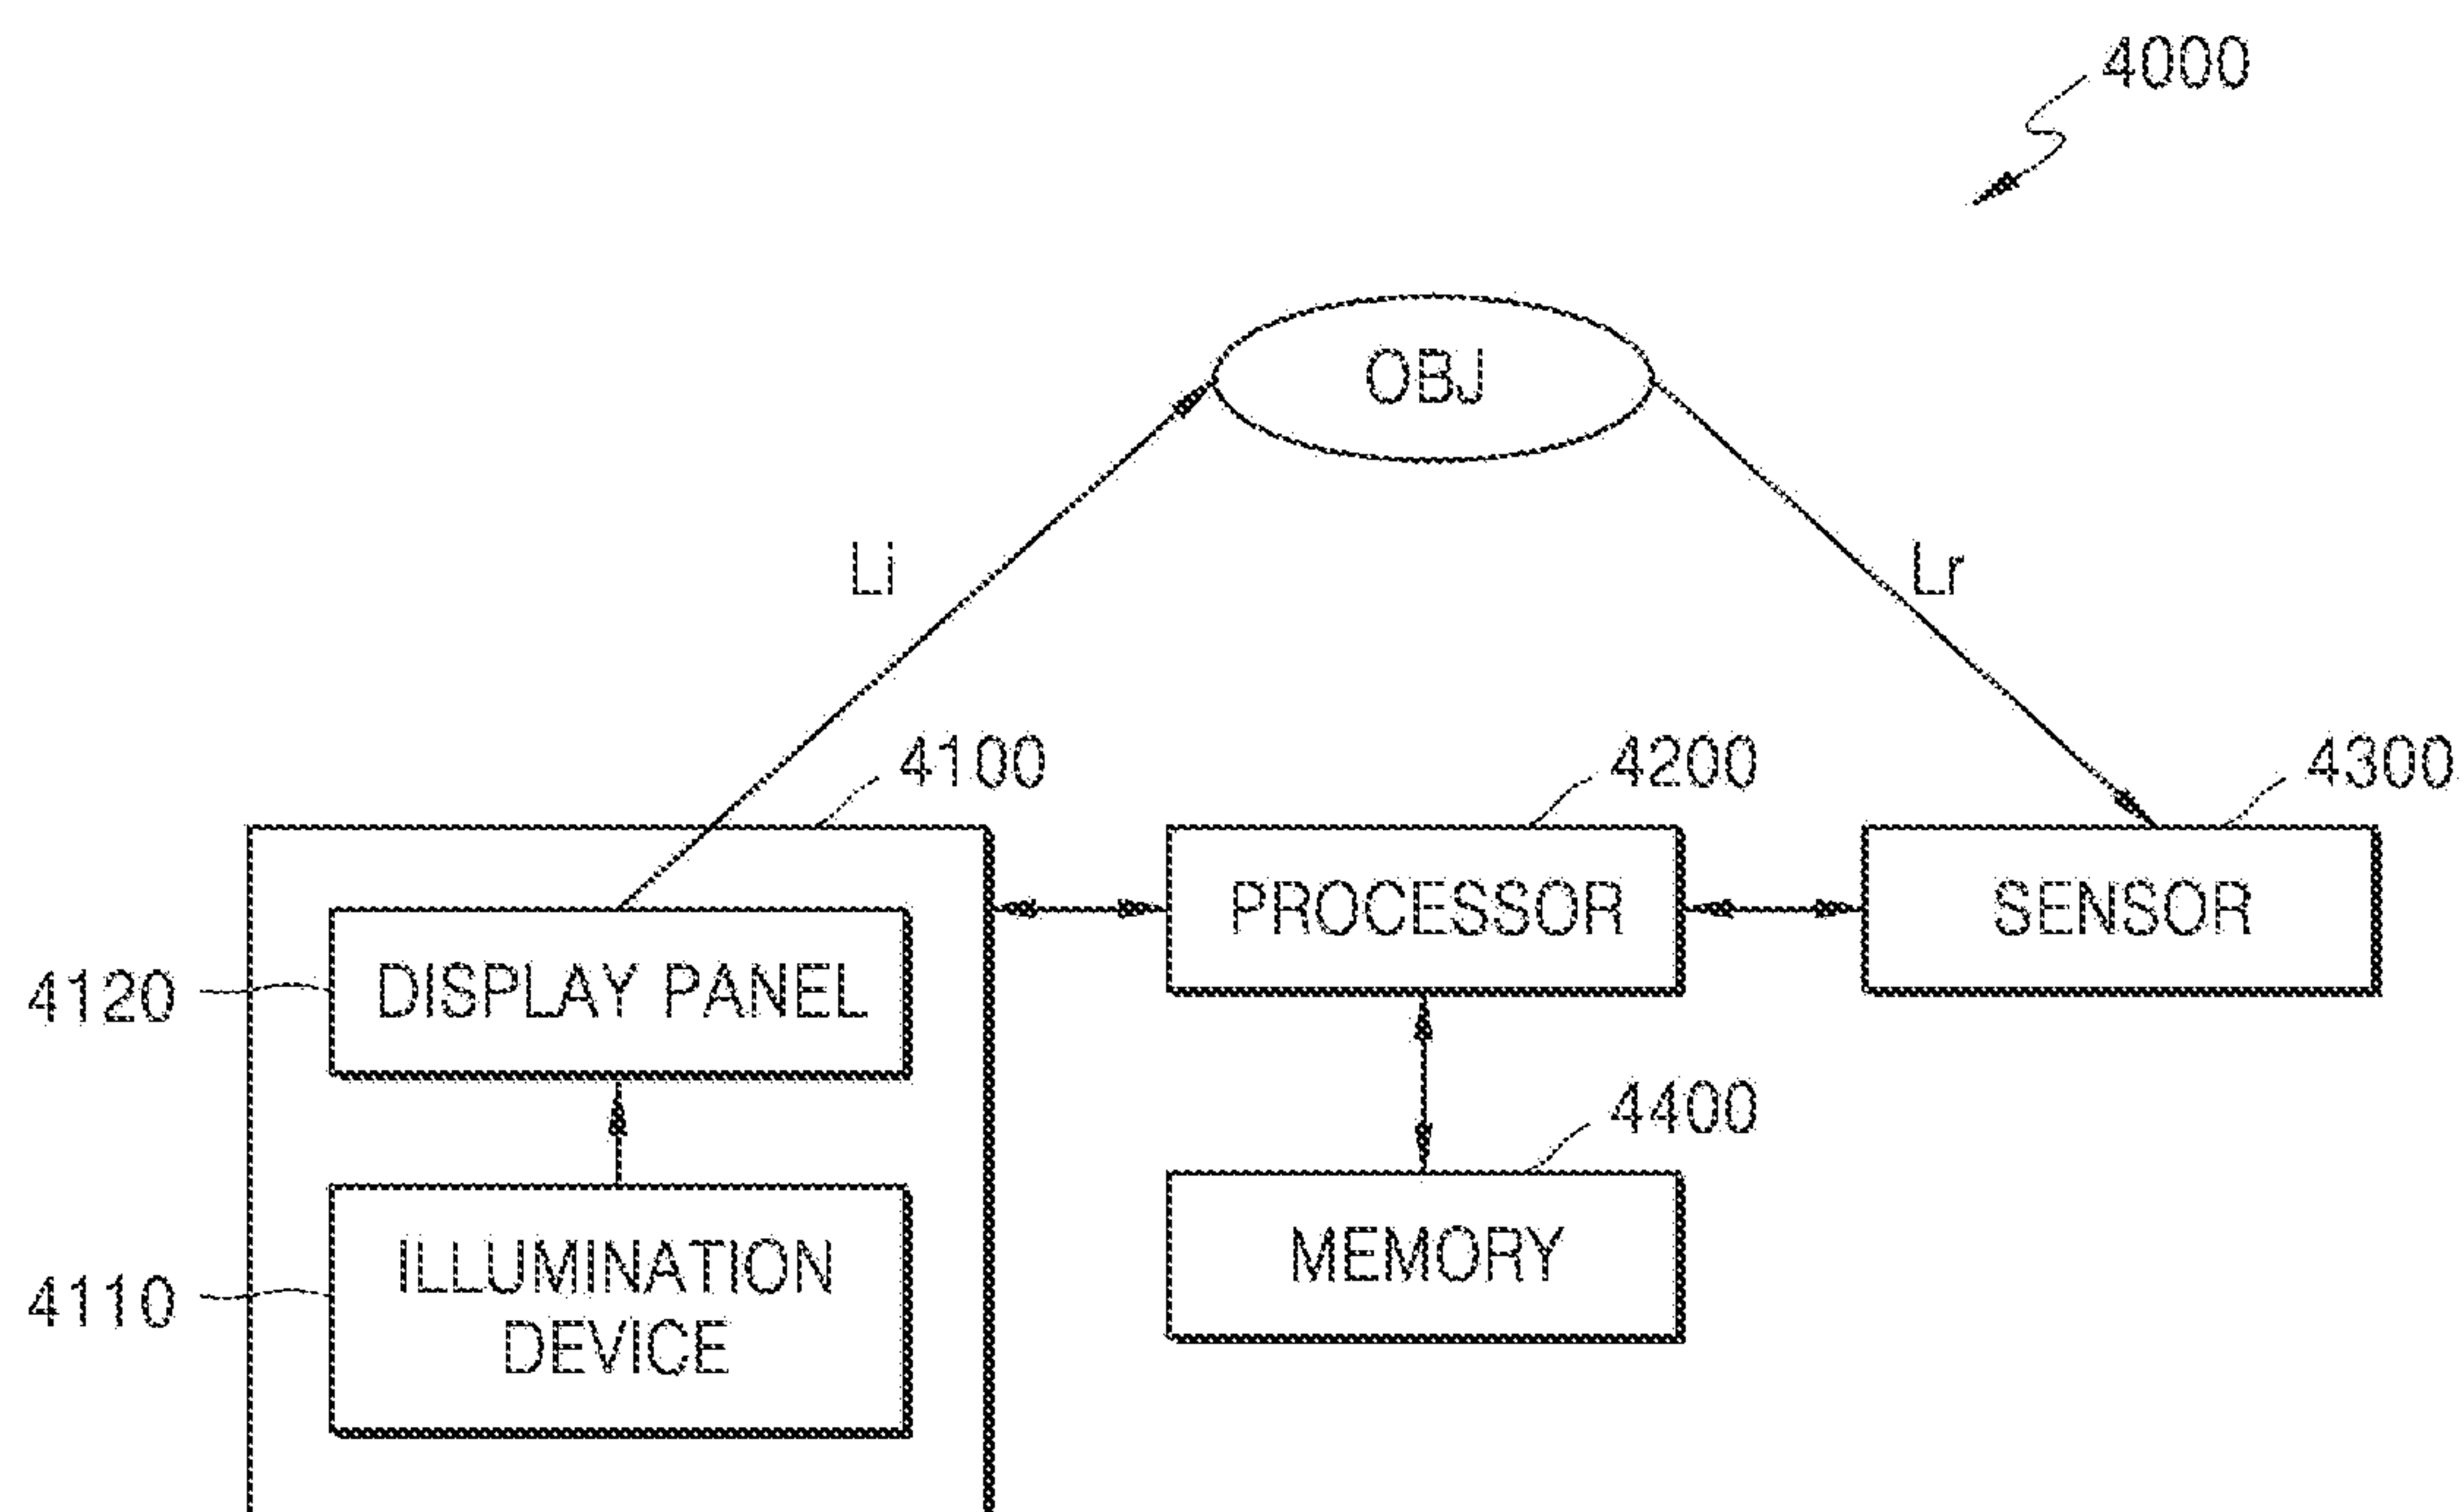 4000
OBJ
Li
Lr
4100
4200
4300
PROCESSOR
SENSOR
4120
DISPLAY PANEL
4400
4110
ILLUMINATION
DEVICE
MEMORY